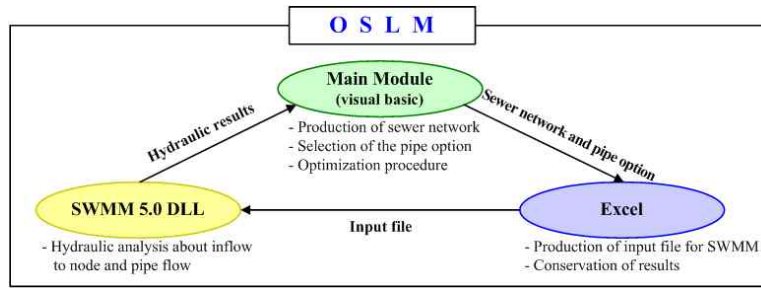 O S L M
Main Module
(visual basic)
- Production of sewer network
- Selection of the pipe option
- Optimization procedure
Hydraulic results
Sewer network and pipe option
SWMM 5.0 DLL
Input file
Excel
- Hydraulic analysis about inflow
to node and pipe flow
- Production of input file for SWMM
- Conservation of results